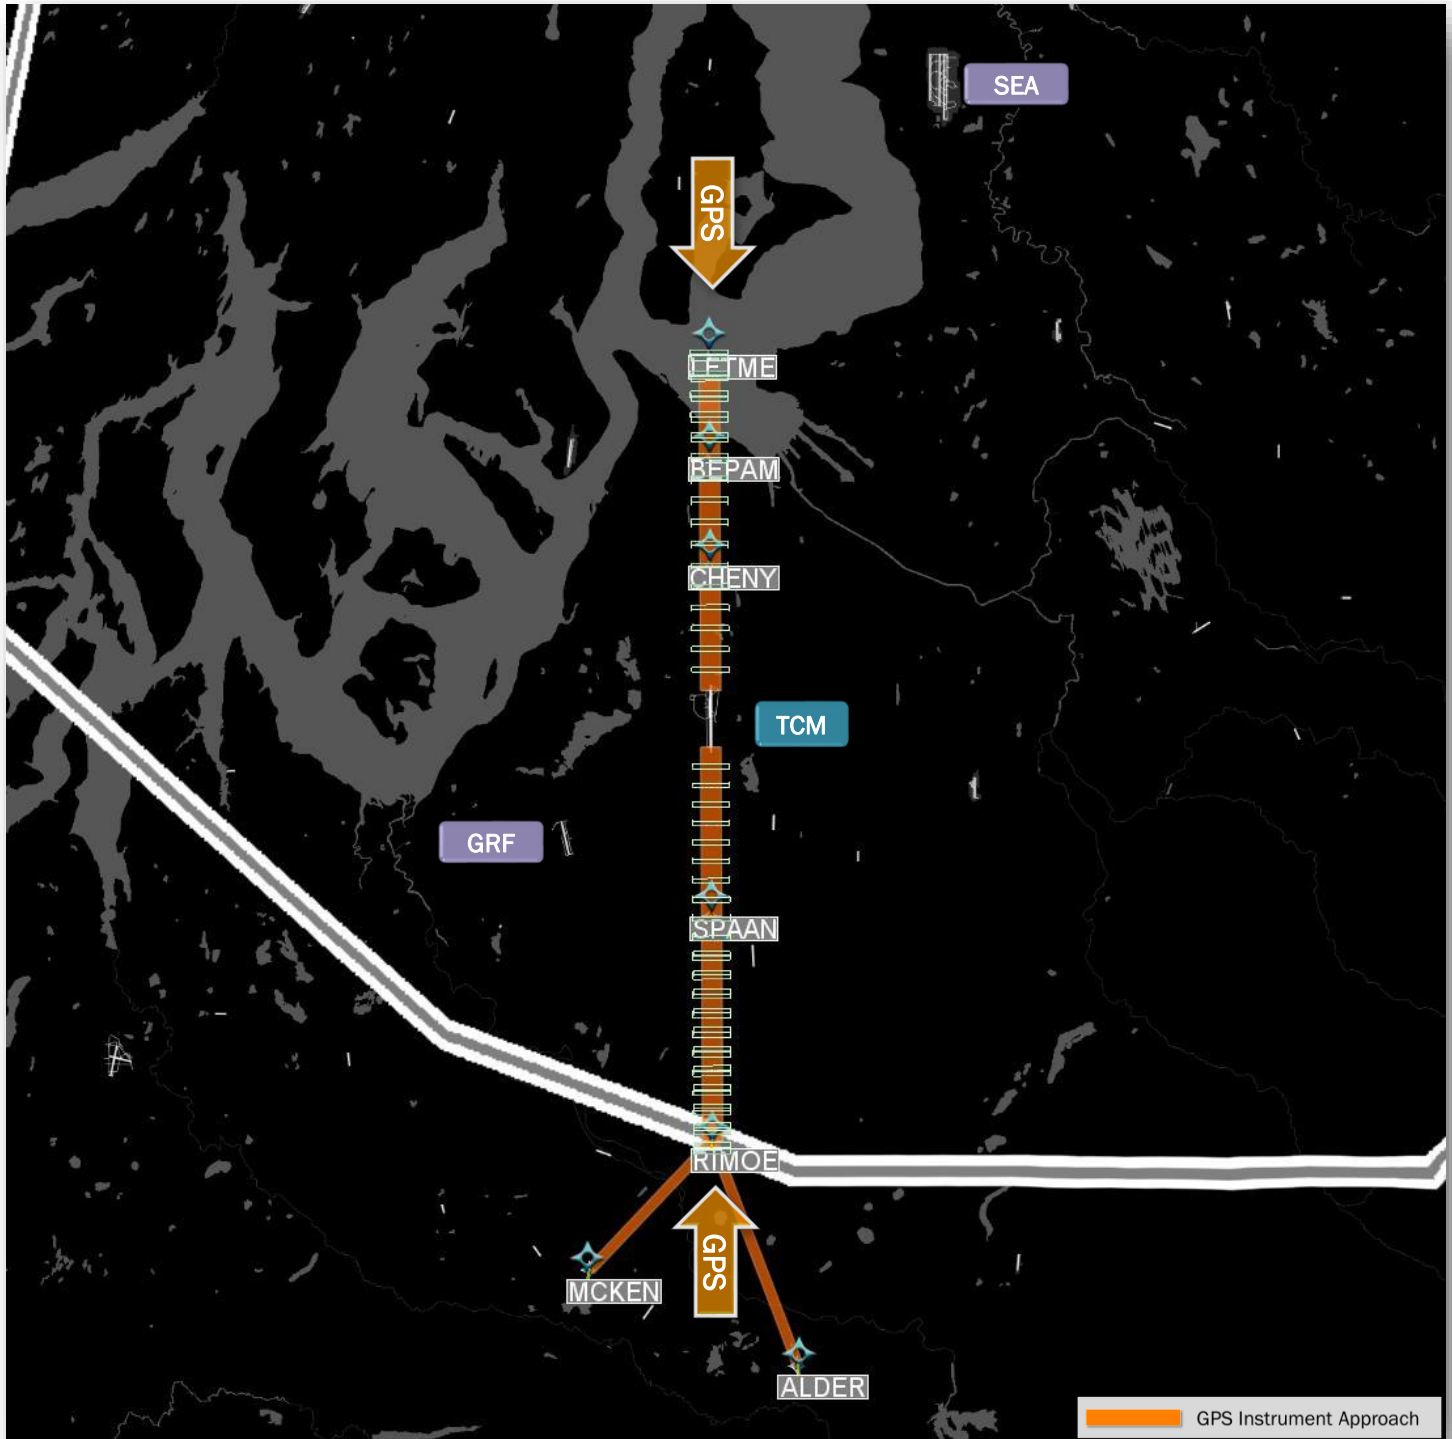 SEA
GPS
LETME
BEPAM
CHENY
TCM
GRF
SPAAN
RIMOE
GPS
MCKEN
ALDER
GPS Instrument Approach